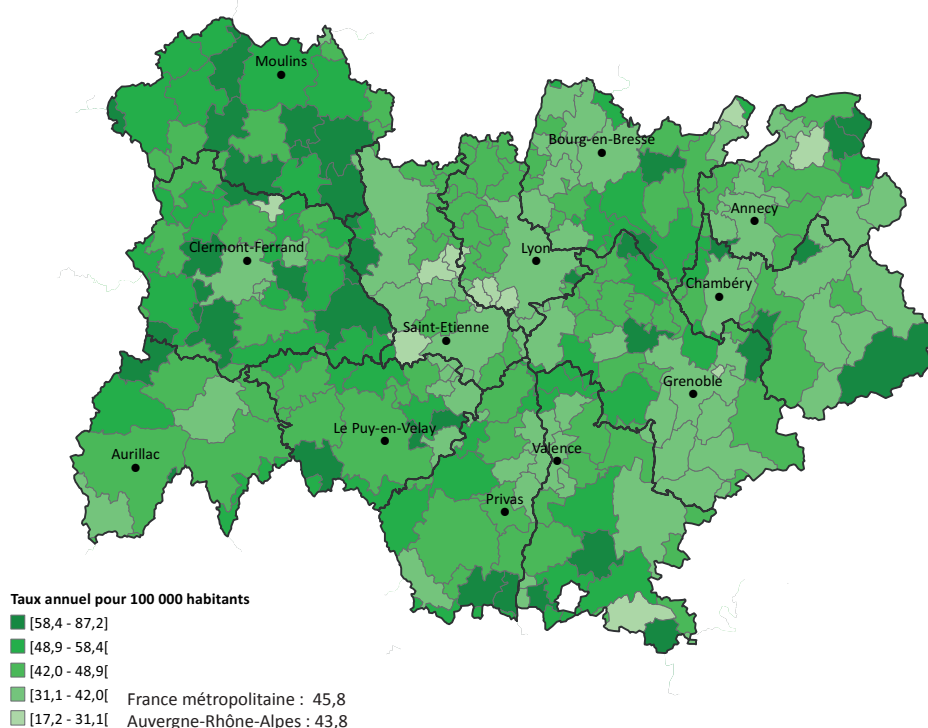 Moulins
Bourg-en-Bresse
Annecy
Clermont-Ferrand
Lyon
Chambéry
Saint-Etienne
Grenoble
Le Puy-en-Velay
Aurillac
Valence
Privas
Taux annuel pour 100 000 habitants
[58,4 - 87,2]
[48,9 - 58,4[
[42,0 - 48,9[
[31,1 - 42,0[
[17,2 - 31,1[
France métropolitaine : 45,8
Auvergne-Rhône-Alpes : 43,8